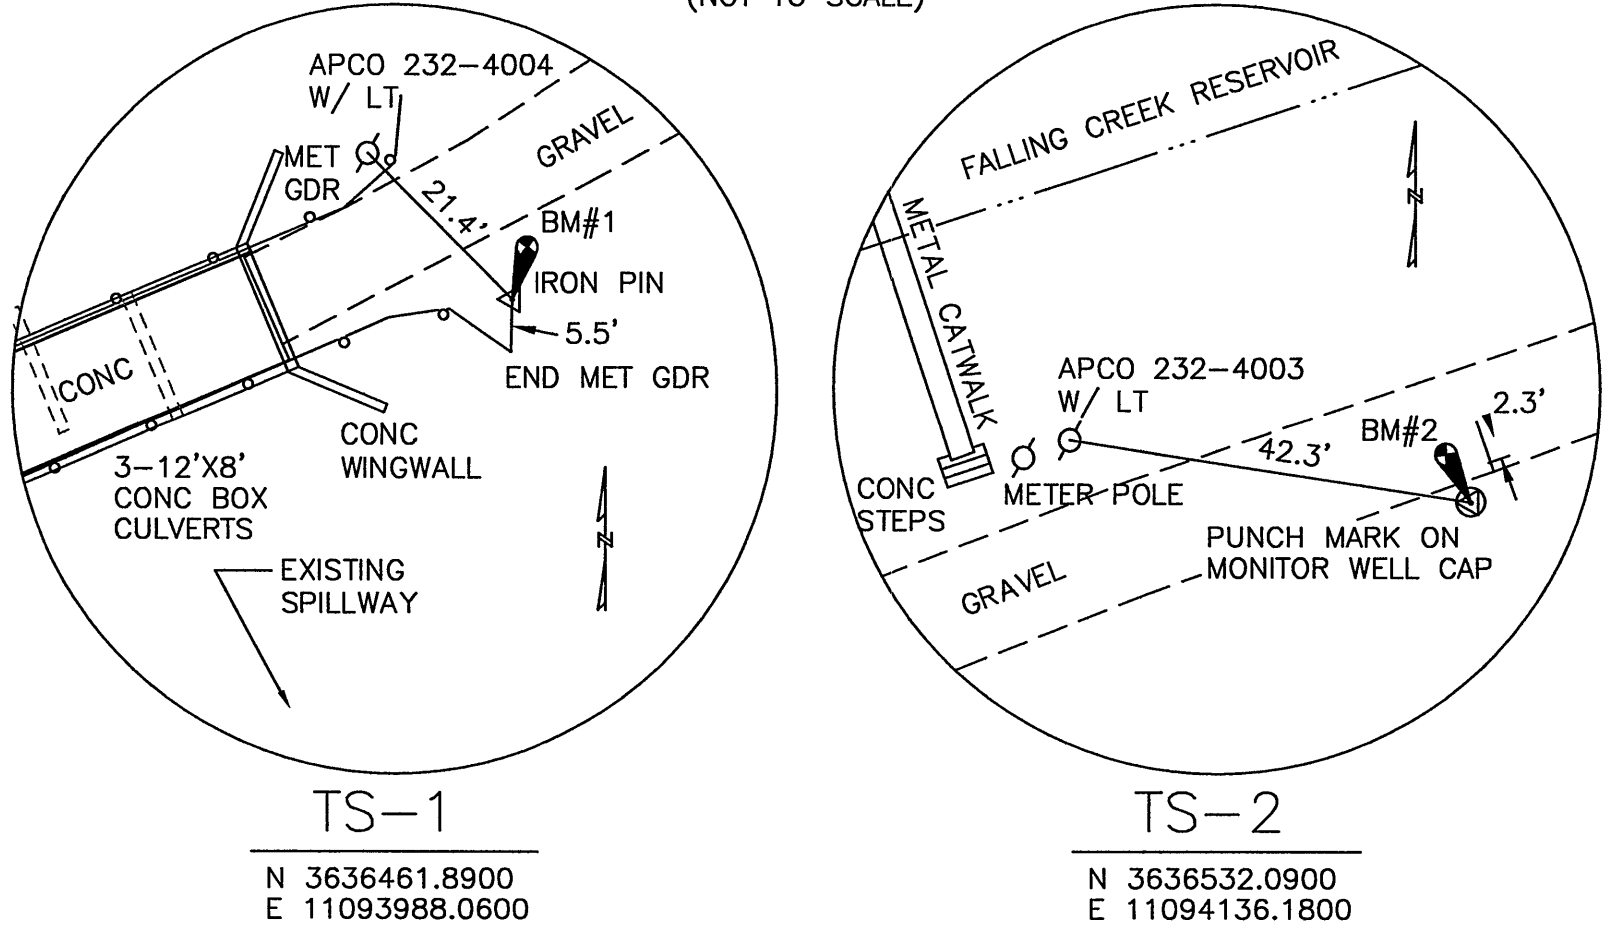 (NOT TO SCALE)
APCO 232-4004
W/ LT
MET
GDR
GRAVEL
21.4'
BM#1
IRON PIN
5.5'
END MET GDR
CONC
CONC
WINGWALL
3-12'X8'
CONC BOX
CULVERTS
EXISTING
SPILLWAY
N
TS-1
N 3636461.8900
E 11093988.0600
FALLING CREEK RESERVOIR
N
METAL CATWALK
APCO 232-4003
W/ LT
2.3'
BM#2
42.3'
CONC
STEPS
METER POLE
PUNCH MARK ON
MONITOR WELL CAP
GRAVEL
TS-2
N 3636532.0900
E 11094136.1800